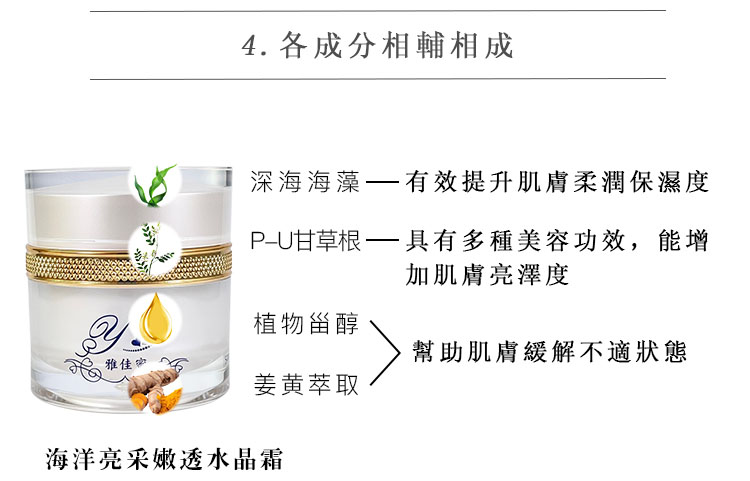 4. 各成分相輔相成
深海海藻 — 有效提升肌膚柔潤保濕度
P-U甘草根 — 具有多種美容功效，能增
加肌膚亮澤度
植物甾醇
幫助肌膚緩解不適狀態
姜黄萃取
雅佳
海洋亮采嫩透水晶霜